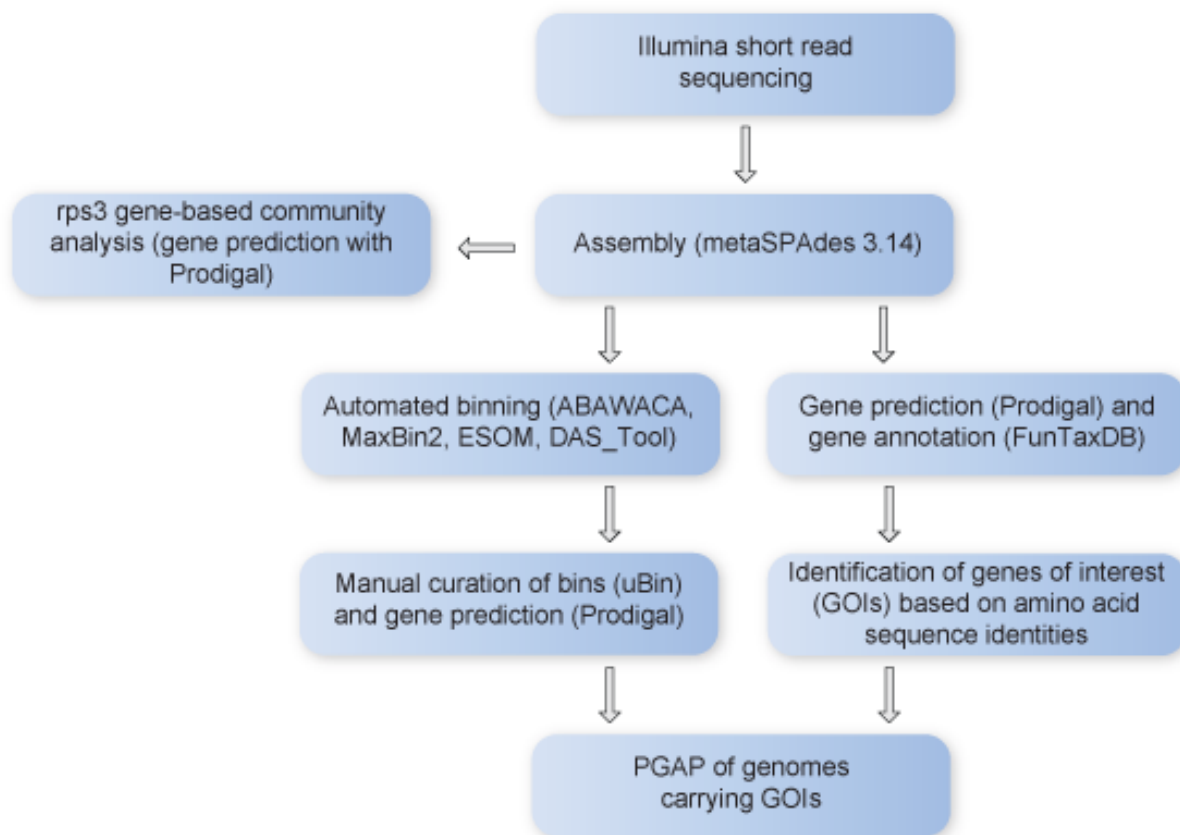 Illumina short read
sequencing
rps3 gene-based community
analysis (gene prediction with
Prodigal)
Assembly (metaSPAdes 3.14)
Automated binning (ABAWACA,
MaxBin2, ESOM, DAS_Tool)
Gene prediction (Prodigal) and
gene annotation (FunTaxDB)
Manual curation of bins (uBin)
and gene prediction (Prodigal)
Identification of genes of interest
(GOIs) based on amino acid
sequence identities
PGAP of genomes
carrying GOIs